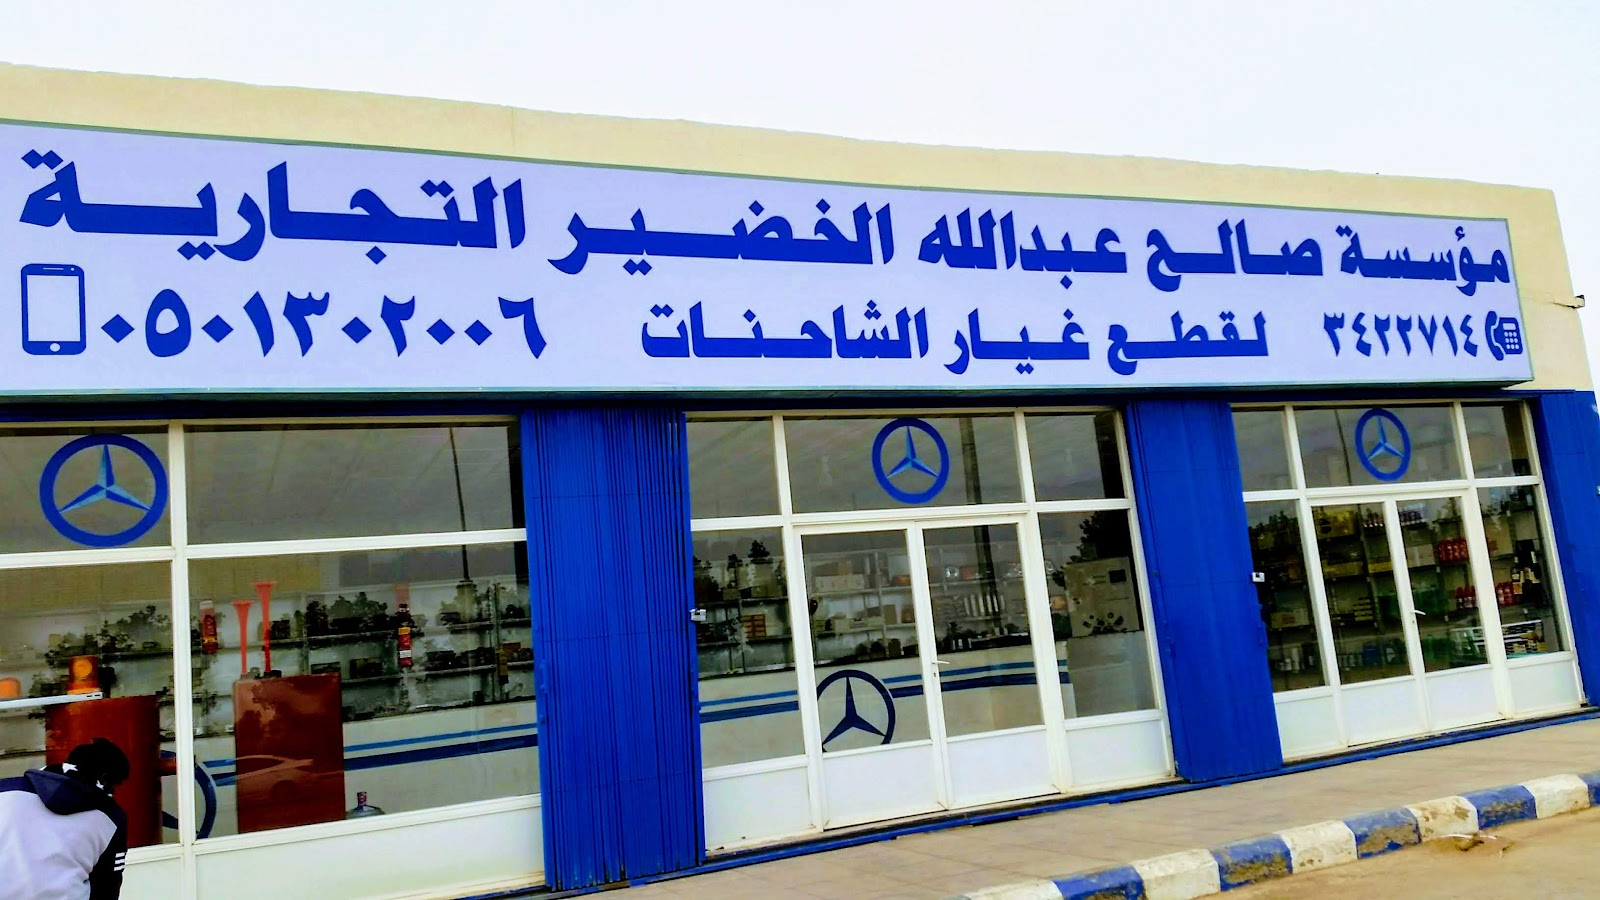 مؤسسة صالح عبدالله الخضير التجارية
٣٤٢٢٧١٤ لقطع غيار الشاحنات ٠٥٠١٣٠٢٠٠٦